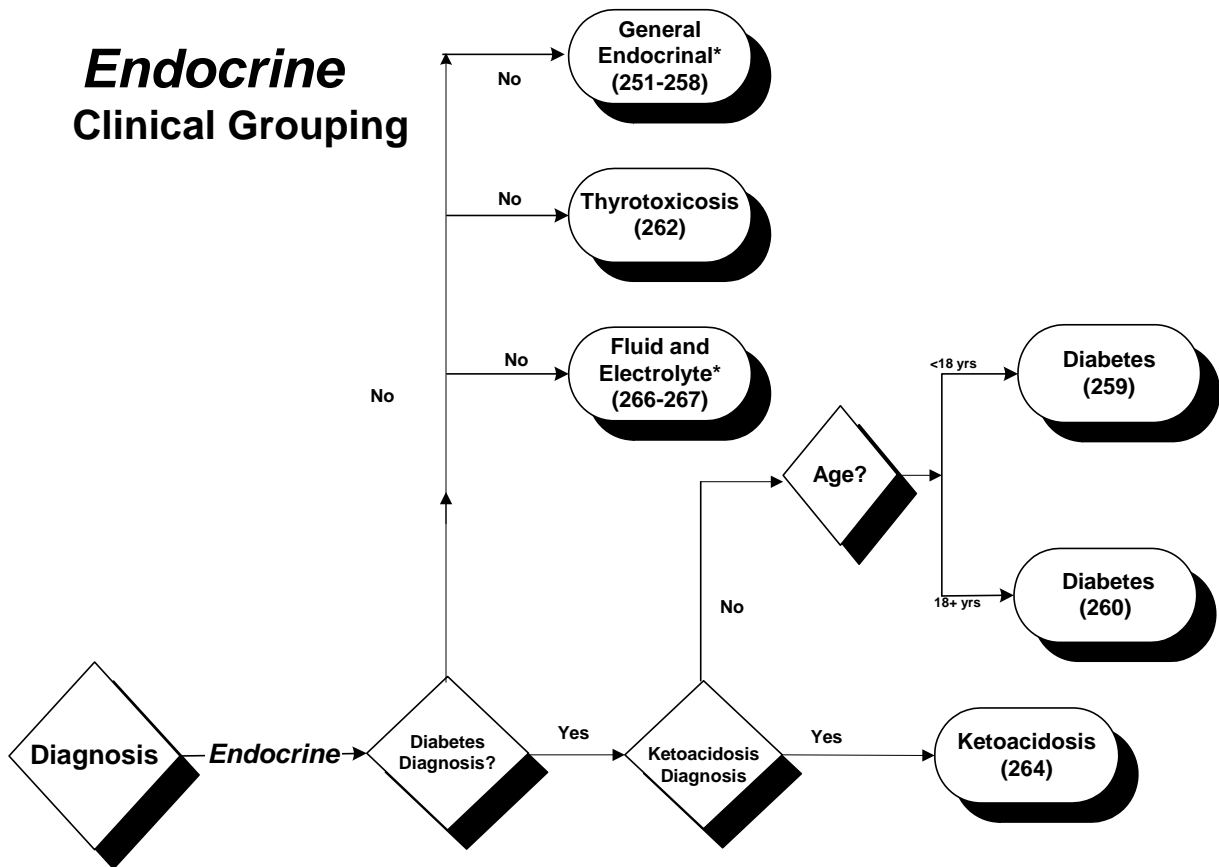 Endocrine
Clinical Grouping
General
Endocrinal*
(251-258)
No
Thyrotoxicosis
(262)
No
Fluid and
Electrolyte*
(266-267)
No
No
<18 yrs
Diabetes
(259)
Age?
Diabetes
(260)
18+ yrs
No
Diagnosis
Endocrine
Diabetes
Diagnosis?
Yes
Ketoacidosis
Diagnosis
Yes
Ketoacidosis
(264)